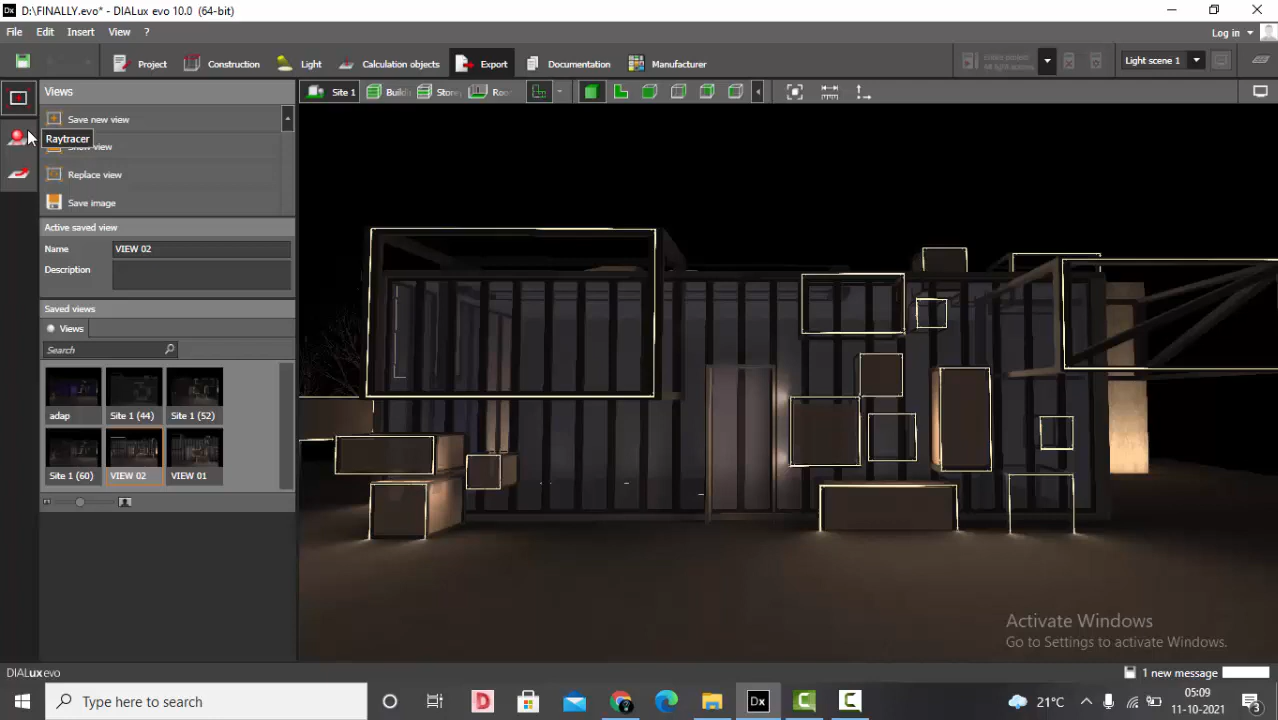 D:\FINALLY.evo* - DIALux evo 10.0 (64-bit)
File Edit Insert View ?
Log in
Project Construction Light Calculation objects Export Documentation Manufacturer
Light scene 1
Views
Site 1
Save new view
Raytracer
Show view
Replace view
Save image
Active saved view
Name VIEW 02
Description
Saved views
Views
Search
adap Site 1 (44) Site 1 (52)
Site 1 (60) VIEW 02 VIEW 01
Activate Windows
Go to Settings to activate Windows.
DIALux evo
1 new message
Type here to search
Dx
21°C
05:09
11-10-2021
3